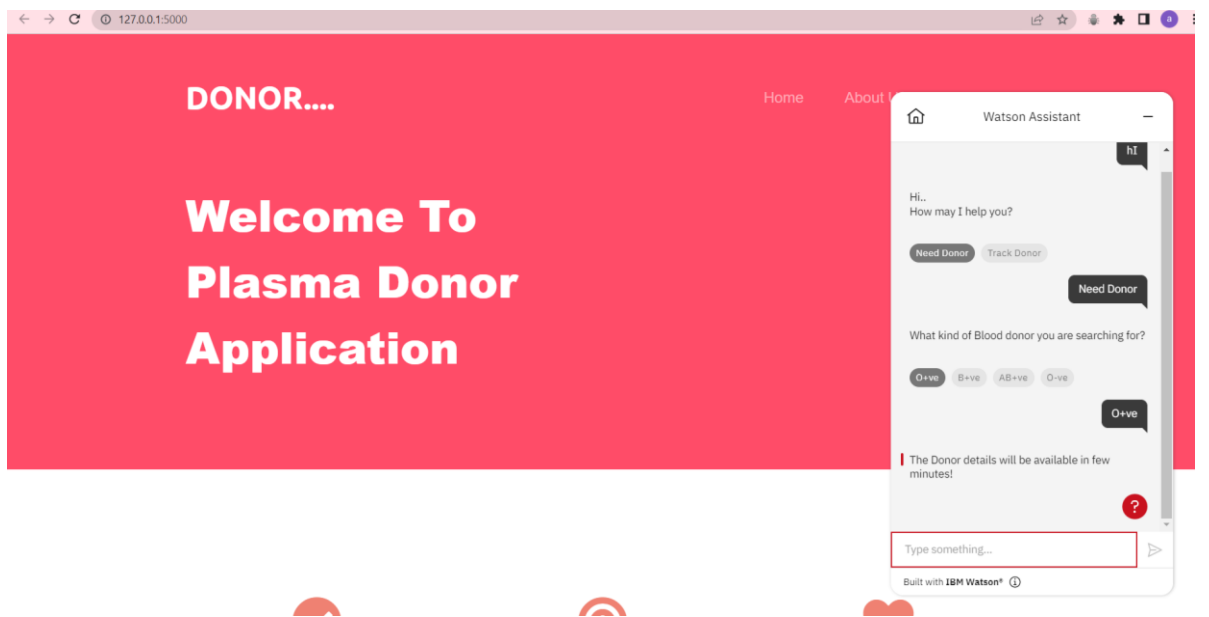 127.0.0.1:5000
a
DONOR....
Home
About
Welcome To
Plasma Donor
Application
Watson Assistant
hI
Hi..
How may I help you?
Need Donor
Track Donor
Need Donor
What kind of Blood donor you are searching for?
O+ve
B+ve
AB+ve
O-ve
O+ve
The Donor details will be available in few
minutes!
?
Type something...
Built with IBM Watson®